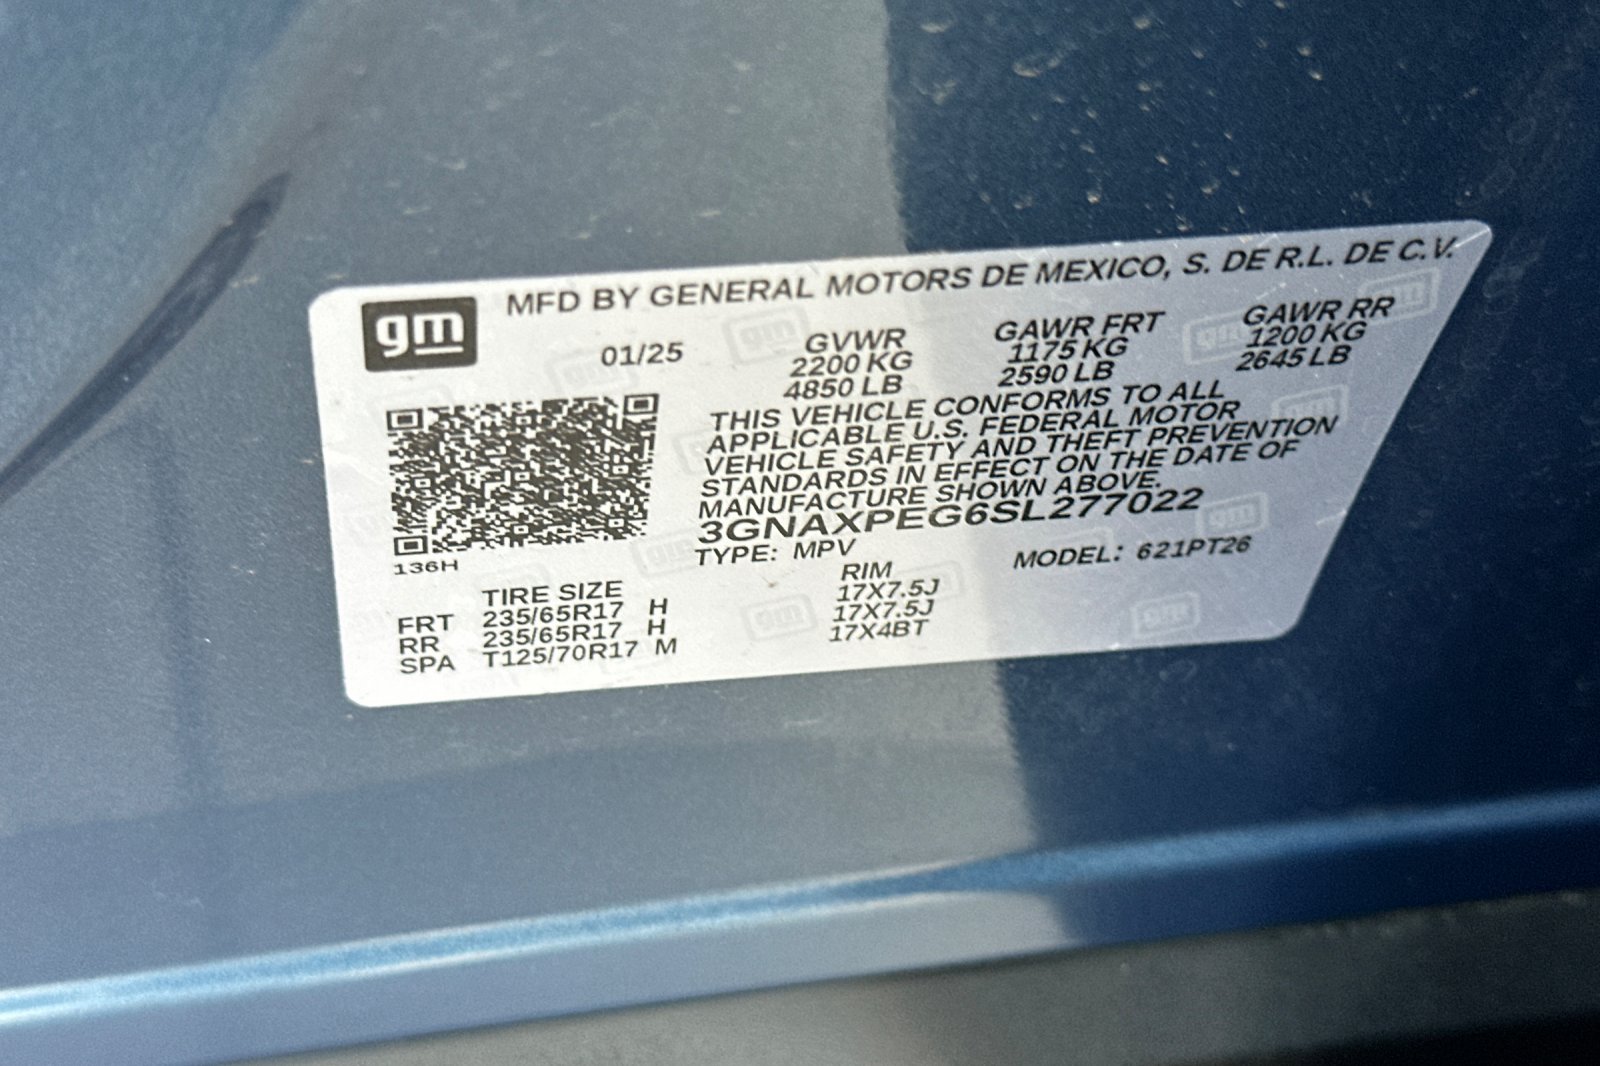 gm
MFD BY GENERAL MOTORS DE MEXICO, S. DE R.L. DE C.V.
01/25
GVWR
2200 KG
4850 LB
GAWR FRT
1175 KG
2590 LB
GAWR RR
1200 KG
2645 LB
THIS VEHICLE CONFORMS TO ALL
APPLICABLE U.S. FEDERAL MOTOR
VEHICLE SAFETY AND THEFT PREVENTION
STANDARDS IN EFFECT ON THE DATE OF
MANUFACTURE SHOWN ABOVE.
3GNAXPEG6SL277022
TYPE: MPV MODEL: 621PT26
136H
TIRE SIZE RIM
FRT 235/65R17 H 17X7.5J
RR 235/65R17 H 17X7.5J
SPA T125/70R17 M 17X4BT